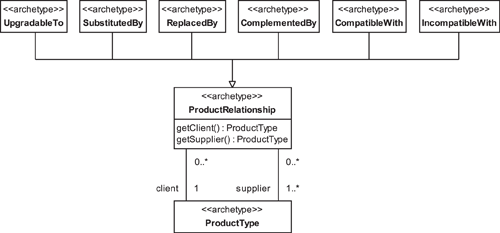 <<archetype>> <<archetype>> <<archetype>> <<archetype>> <<archetype>> <<archetype>>
UpgradableTo SubstitutedBy ReplacedBy ComplementedBy CompatibleWith IncompatibleWith
<<archetype>>
ProductRelationship
getClient() : ProductType
getSupplier() : ProductType
0..* 0..*
client 1 supplier 1..*
<<archetype>>
ProductType